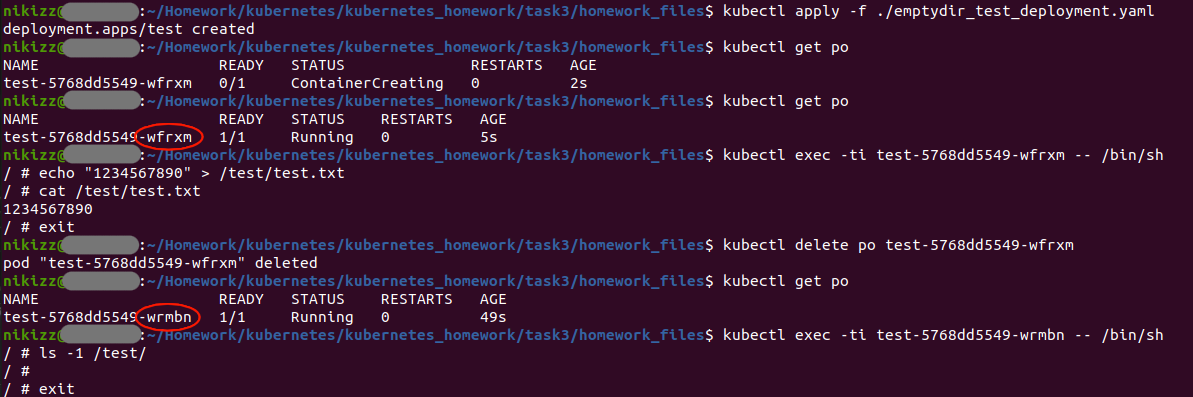 nikizz@ :~/Homework/kubernetes/kubernetes_homework/task3/homework_files$ kubectl apply -f ./emptydir_test_deployment.yaml
deployment.apps/test created
nikizz@ :~/Homework/kubernetes/kubernetes_homework/task3/homework_files$ kubectl get po
NAME READY STATUS RESTARTS AGE
test-5768dd5549-wfrxm 0/1 ContainerCreating 0 2s
nikizz@ :~/Homework/kubernetes/kubernetes_homework/task3/homework_files$ kubectl get po
NAME READY STATUS RESTARTS AGE
test-5768dd5549-wfrxm 1/1 Running 0 5s
nikizz@ :~/Homework/kubernetes/kubernetes_homework/task3/homework_files$ kubectl exec -ti test-5768dd5549-wfrxm -- /bin/sh
/ # echo "1234567890" > /test/test.txt
/ # cat /test/test.txt
1234567890
/ # exit
nikizz@ :~/Homework/kubernetes/kubernetes_homework/task3/homework_files$ kubectl delete po test-5768dd5549-wfrxm
pod "test-5768dd5549-wfrxm" deleted
nikizz@ :~/Homework/kubernetes/kubernetes_homework/task3/homework_files$ kubectl get po
NAME READY STATUS RESTARTS AGE
test-5768dd5549-wrmbn 1/1 Running 0 49s
nikizz@ :~/Homework/kubernetes/kubernetes_homework/task3/homework_files$ kubectl exec -ti test-5768dd5549-wrmbn -- /bin/sh
/ # ls -1 /test/
/ #
/ # exit